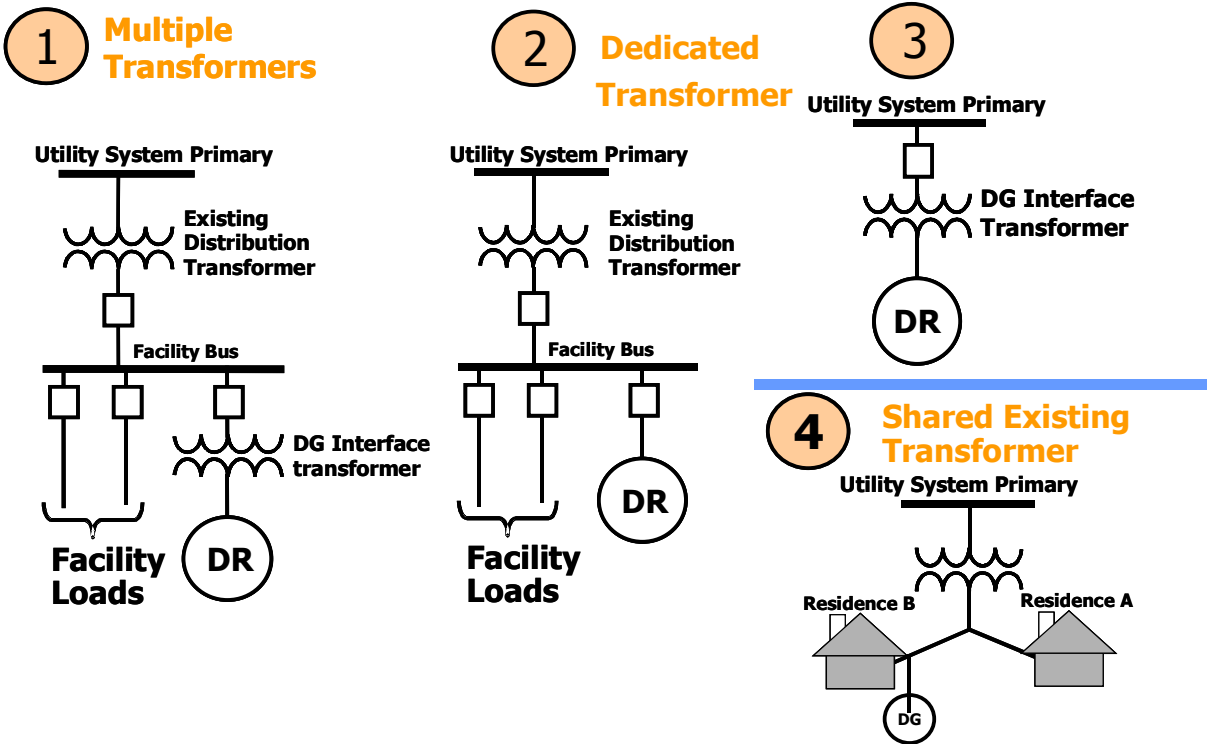 1
Multiple
Transformers
Utility System Primary
Existing
Distribution
Transformer
Facility Bus
DG Interface
transformer
Facility
Loads
DR
2
Dedicated
Transformer
Utility System Primary
Existing
Distribution
Transformer
Facility Bus
Facility
Loads
DR
3
Utility System Primary
DG Interface
Transformer
DR
4
Shared Existing
Transformer
Utility System Primary
Residence B
Residence A
DG